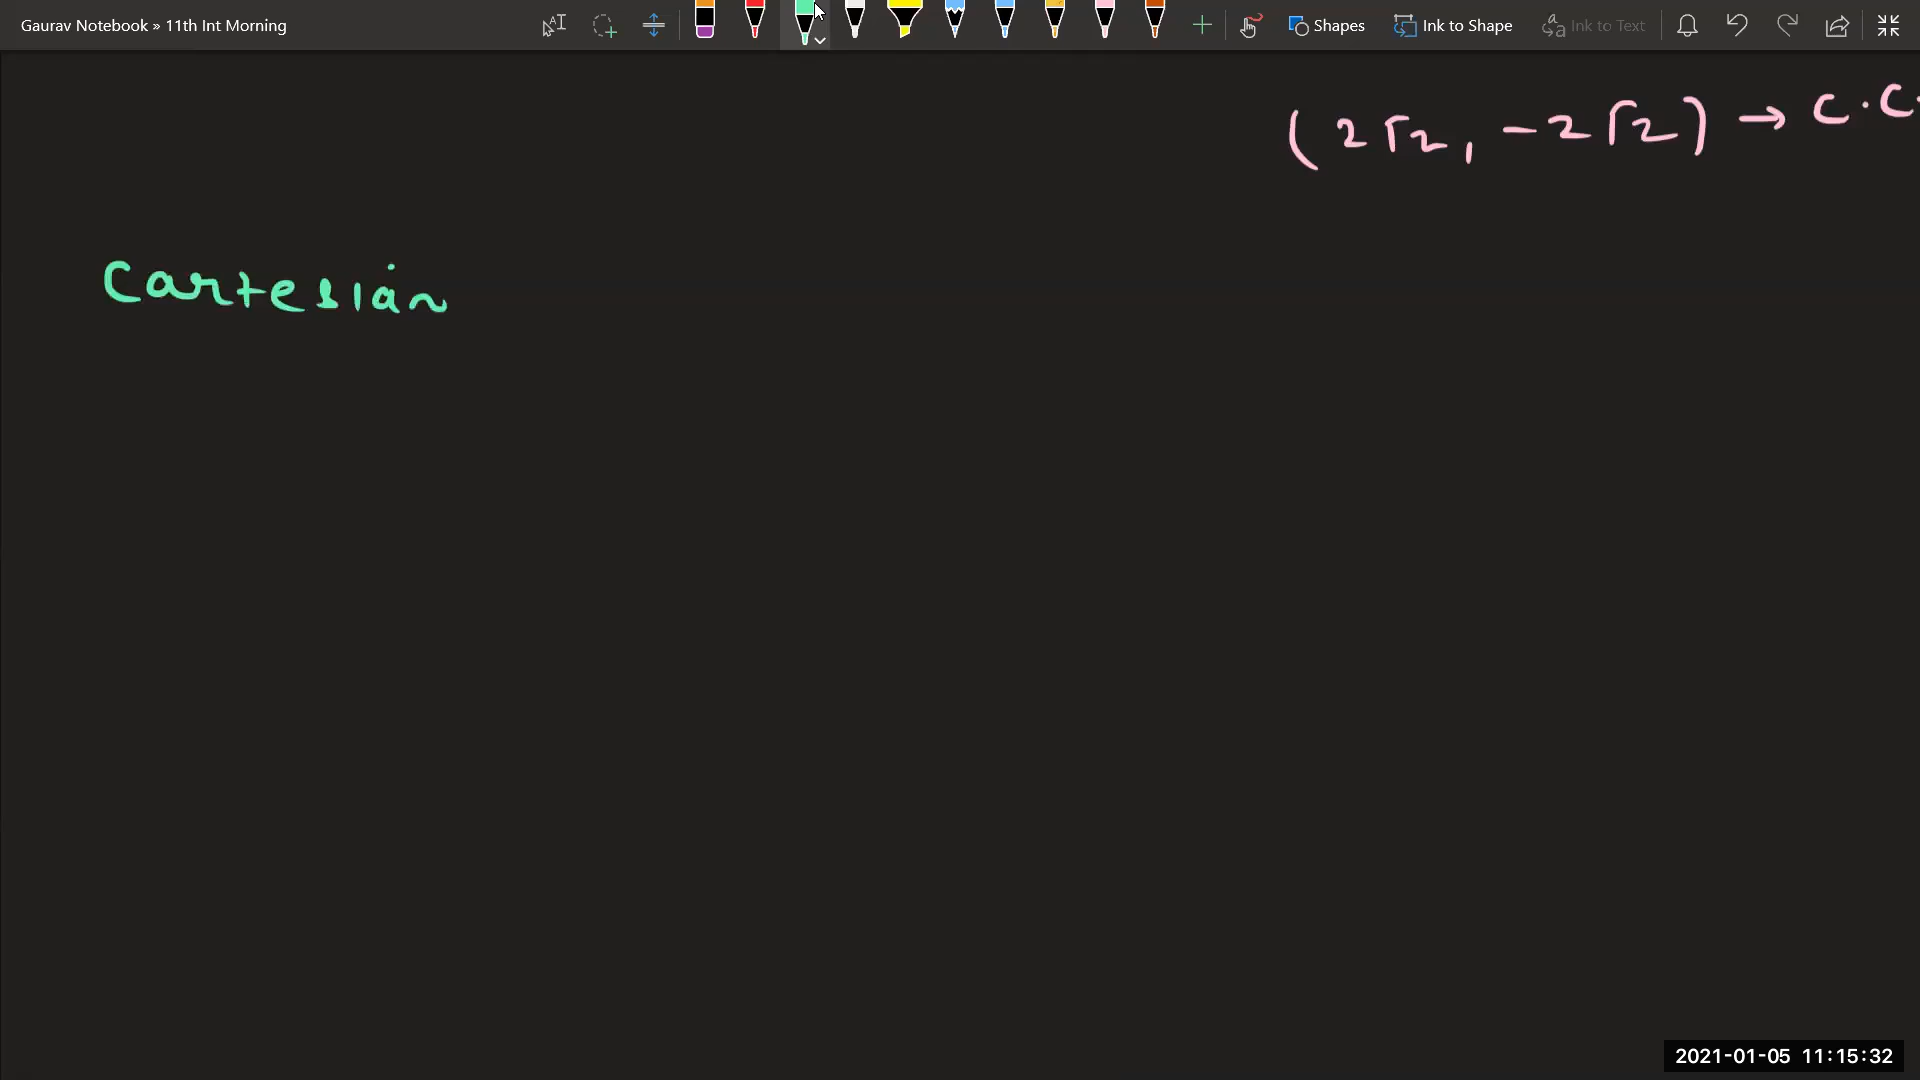 Gaurav Notebook » 11th Int Morning
Shapes
Ink to Shape
Ink to Text
(2√2, -2√2) → C.C.
Cartesian
2021-01-05 11:15:32